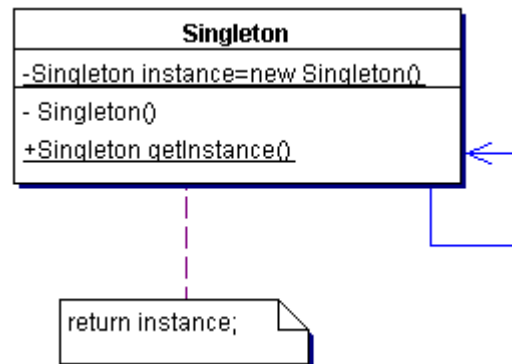 Singleton
-Singleton instance=new Singleton()
- Singleton()
+Singleton getInstance()
return instance;